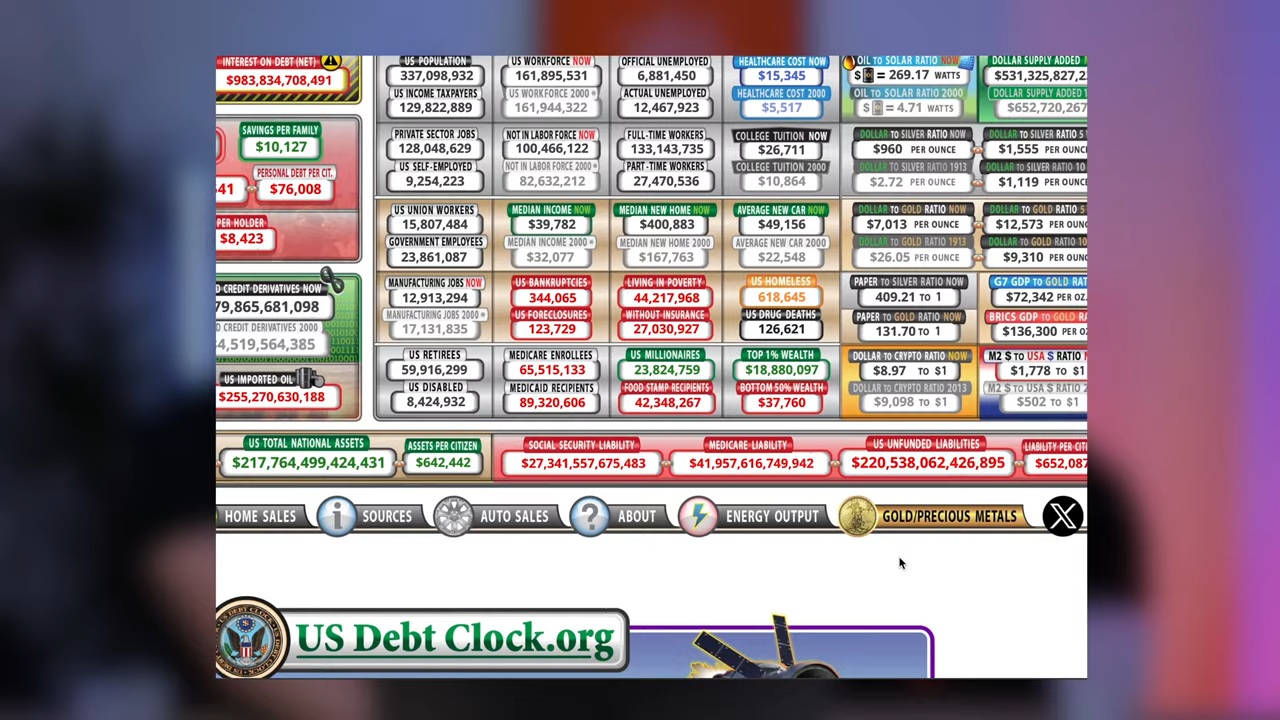 INTEREST ON DEBT (NET)
$983,834,708,491
SAVINGS PER FAMILY
$10,127
PERSONAL DEBT PER CIT.
41
$76,008
PER HOLDER
$8,423
D CREDIT DERIVATIVES NOW
79,865,681,098
CREDIT DERIVATIVES 2000
4,519,564,385
US IMPORTED OIL
$255,270,630,188
US POPULATION
337,098,932
US INCOME TAXPAYERS
129,822,889
US WORKFORCE NOW
161,895,531
US WORKFORCE 2000
161,944,322
OFFICIAL UNEMPLOYED
6,881,450
ACTUAL UNEMPLOYED
12,467,923
HEALTHCARE COST NOW
$15,345
HEALTHCARE COST 2000
$5,517
OIL TO SOLAR RATIO NOW
$ = 269.17 WATTS
OIL TO SOLAR RATIO 2000
$ = 4.71 WATTS
DOLLAR SUPPLY ADDED
$531,325,827,2
DOLLAR SUPPLY ADDED
$652,720,267
PRIVATE SECTOR JOBS
128,048,629
US SELF-EMPLOYED
9,254,223
NOT IN LABOR FORCE NOW
100,466,122
NOT IN LABOR FORCE 2000
82,632,212
FULL-TIME WORKERS
133,143,735
PART-TIME WORKERS
27,470,536
COLLEGE TUITION NOW
$26,711
COLLEGE TUITION 2000
$10,864
DOLLAR TO SILVER RATIO NOW
$960 PER OUNCE
DOLLAR TO SILVER RATIO 1913
$2.72 PER OUNCE
DOLLAR TO SILVER RATIO 5
$1,555 PER OUNCE
DOLLAR TO SILVER RATIO 10
$1,119 PER OUNCE
US UNION WORKERS
15,807,484
GOVERNMENT EMPLOYEES
23,861,087
MEDIAN INCOME NOW
$39,782
MEDIAN INCOME 2000
$32,077
MEDIAN NEW HOME NOW
$400,883
MEDIAN NEW HOME 2000
$167,763
AVERAGE NEW CAR NOW
$49,156
AVERAGE NEW CAR 2000
$22,548
DOLLAR TO GOLD RATIO NOW
$7,013 PER OUNCE
DOLLAR TO GOLD RATIO 1913
$26.05 PER OUNCE
DOLLAR TO GOLD RATIO 5
$12,573 PER OUNCE
DOLLAR TO GOLD RATIO 10
$9,310 PER OUNCE
MANUFACTURING JOBS NOW
12,913,294
MANUFACTURING JOBS 2000
17,131,835
US BANKRUPTCIES
344,065
US FORECLOSURES
123,729
LIVING IN POVERTY
44,217,968
WITHOUT INSURANCE
27,030,927
US HOMELESS
618,645
US DRUG DEATHS
126,621
PAPER TO SILVER RATIO NOW
409.21 TO 1
PAPER TO GOLD RATIO NOW
131.70 TO 1
G7 GDP TO GOLD RAT
$72,342 PER OZ.
BRICS GDP TO GOLD R
$136,300 PER O
US RETIREES
59,916,299
US DISABLED
8,424,932
MEDICARE ENROLLEES
65,515,133
MEDICAID RECIPIENTS
89,320,606
US MILLIONAIRES
23,824,759
FOOD STAMP RECIPIENTS
42,348,267
TOP 1% WEALTH
$18,880,097
BOTTOM 50% WEALTH
$37,760
DOLLAR TO CRYPTO RATIO NOW
$8.97 TO $1
DOLLAR TO CRYPTO RATIO 2013
$9,098 TO $1
M2 $ TO USA $ RATIO
$1,778 TO $1
M2 $ TO USA $ RATIO 2
$502 TO $1
US TOTAL NATIONAL ASSETS
$217,764,499,424,431
ASSETS PER CITIZEN
$642,442
SOCIAL SECURITY LIABILITY
$27,341,557,675,483
MEDICARE LIABILITY
$41,957,616,749,942
US UNFUNDED LIABILITIES
$220,538,062,426,895
LIABILITY PER CITI
$652,087
HOME SALES
SOURCES
AUTO SALES
ABOUT
ENERGY OUTPUT
GOLD/PRECIOUS METALS
US Debt Clock.org